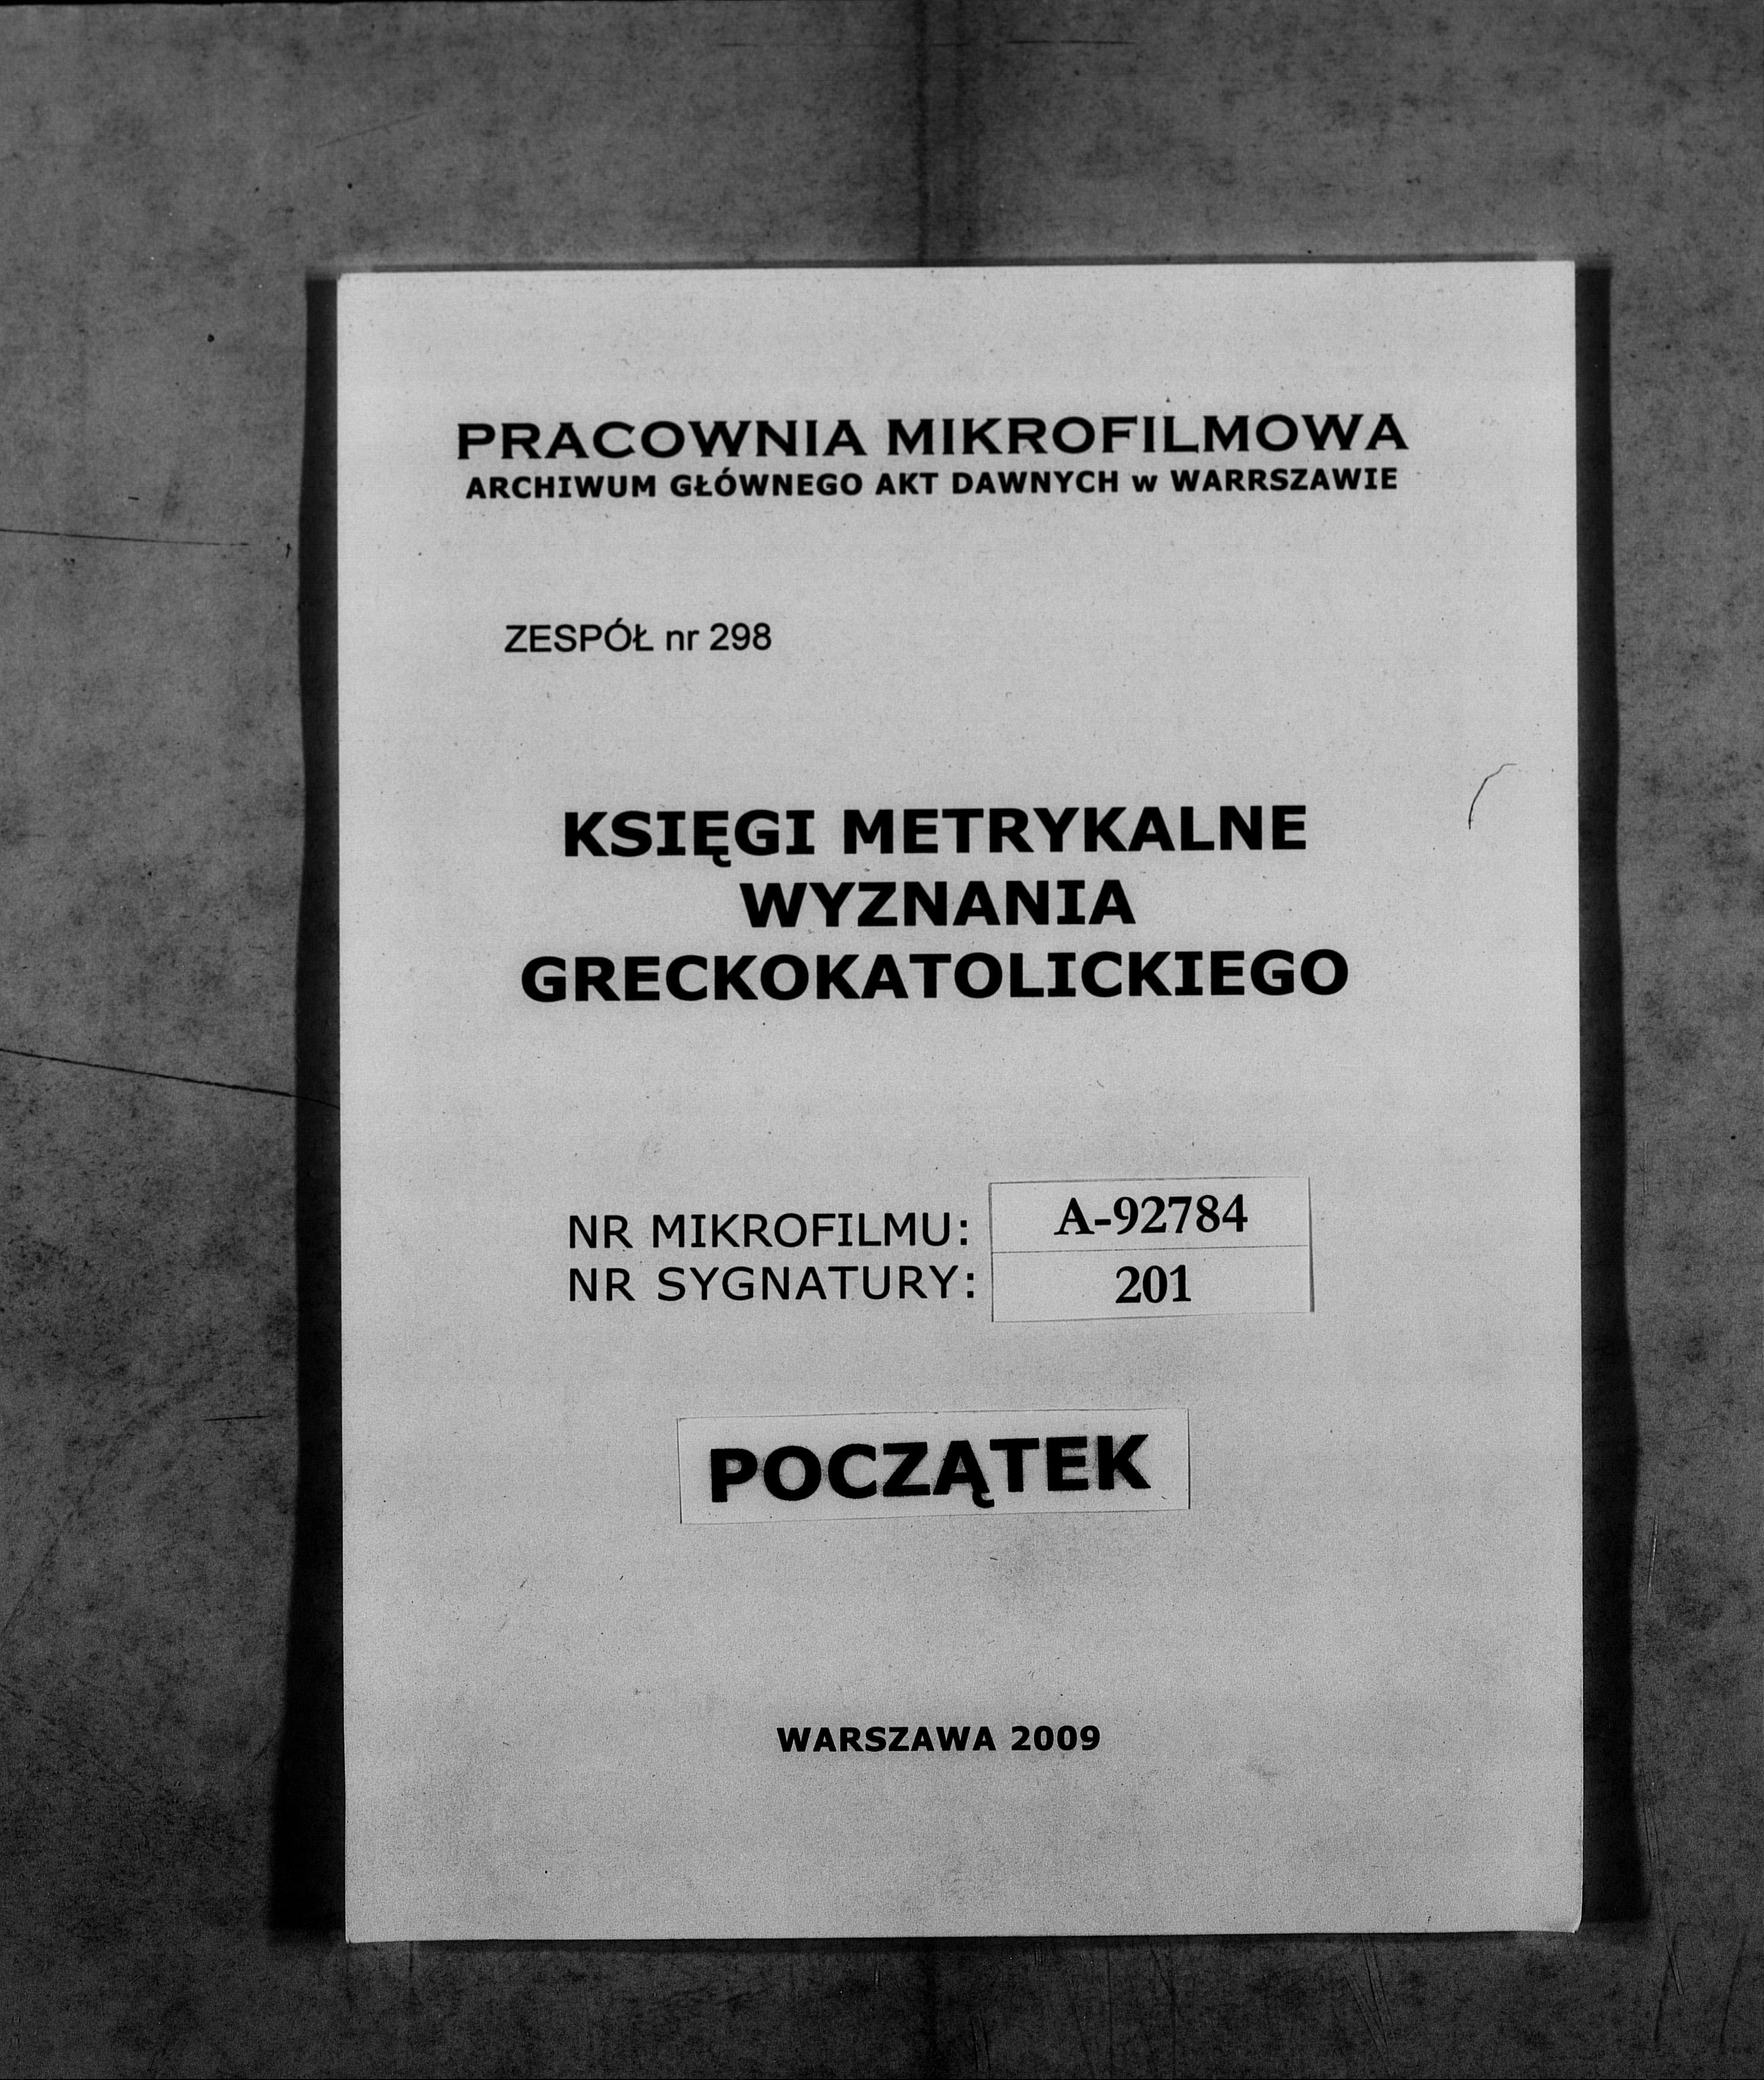 PRACOWNIA MIKROFILMOWA
ARCHIWUM GŁÓWNEGO AKT DAWNYCH w WARRSZAWIE
ZESPÓŁ nr 298
KSIĘGI METRYKALNE
WYZNANIA
GRECKOKATOLICKIEGO
NR MIKROFILMU: A-92784
NR SYGNATURY: 201
POCZĄTEK
WARSZAWA 2009